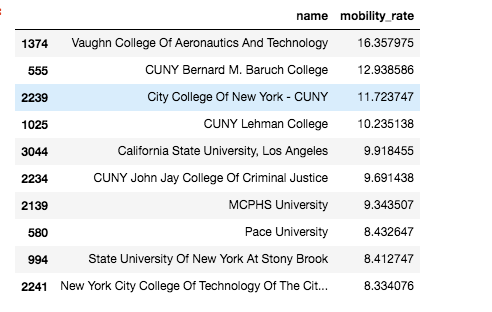 name mobility_rate
1374 Vaughn College Of Aeronautics And Technology 16.357975
555 CUNY Bernard M. Baruch College 12.938586
2239 City College Of New York - CUNY 11.723747
1025 CUNY Lehman College 10.235138
3044 California State University, Los Angeles 9.918455
2234 CUNY John Jay College Of Criminal Justice 9.691438
2139 MCPHS University 9.343507
580 Pace University 8.432647
994 State University Of New York At Stony Brook 8.412747
2241 New York City College Of Technology Of The Cit... 8.334076